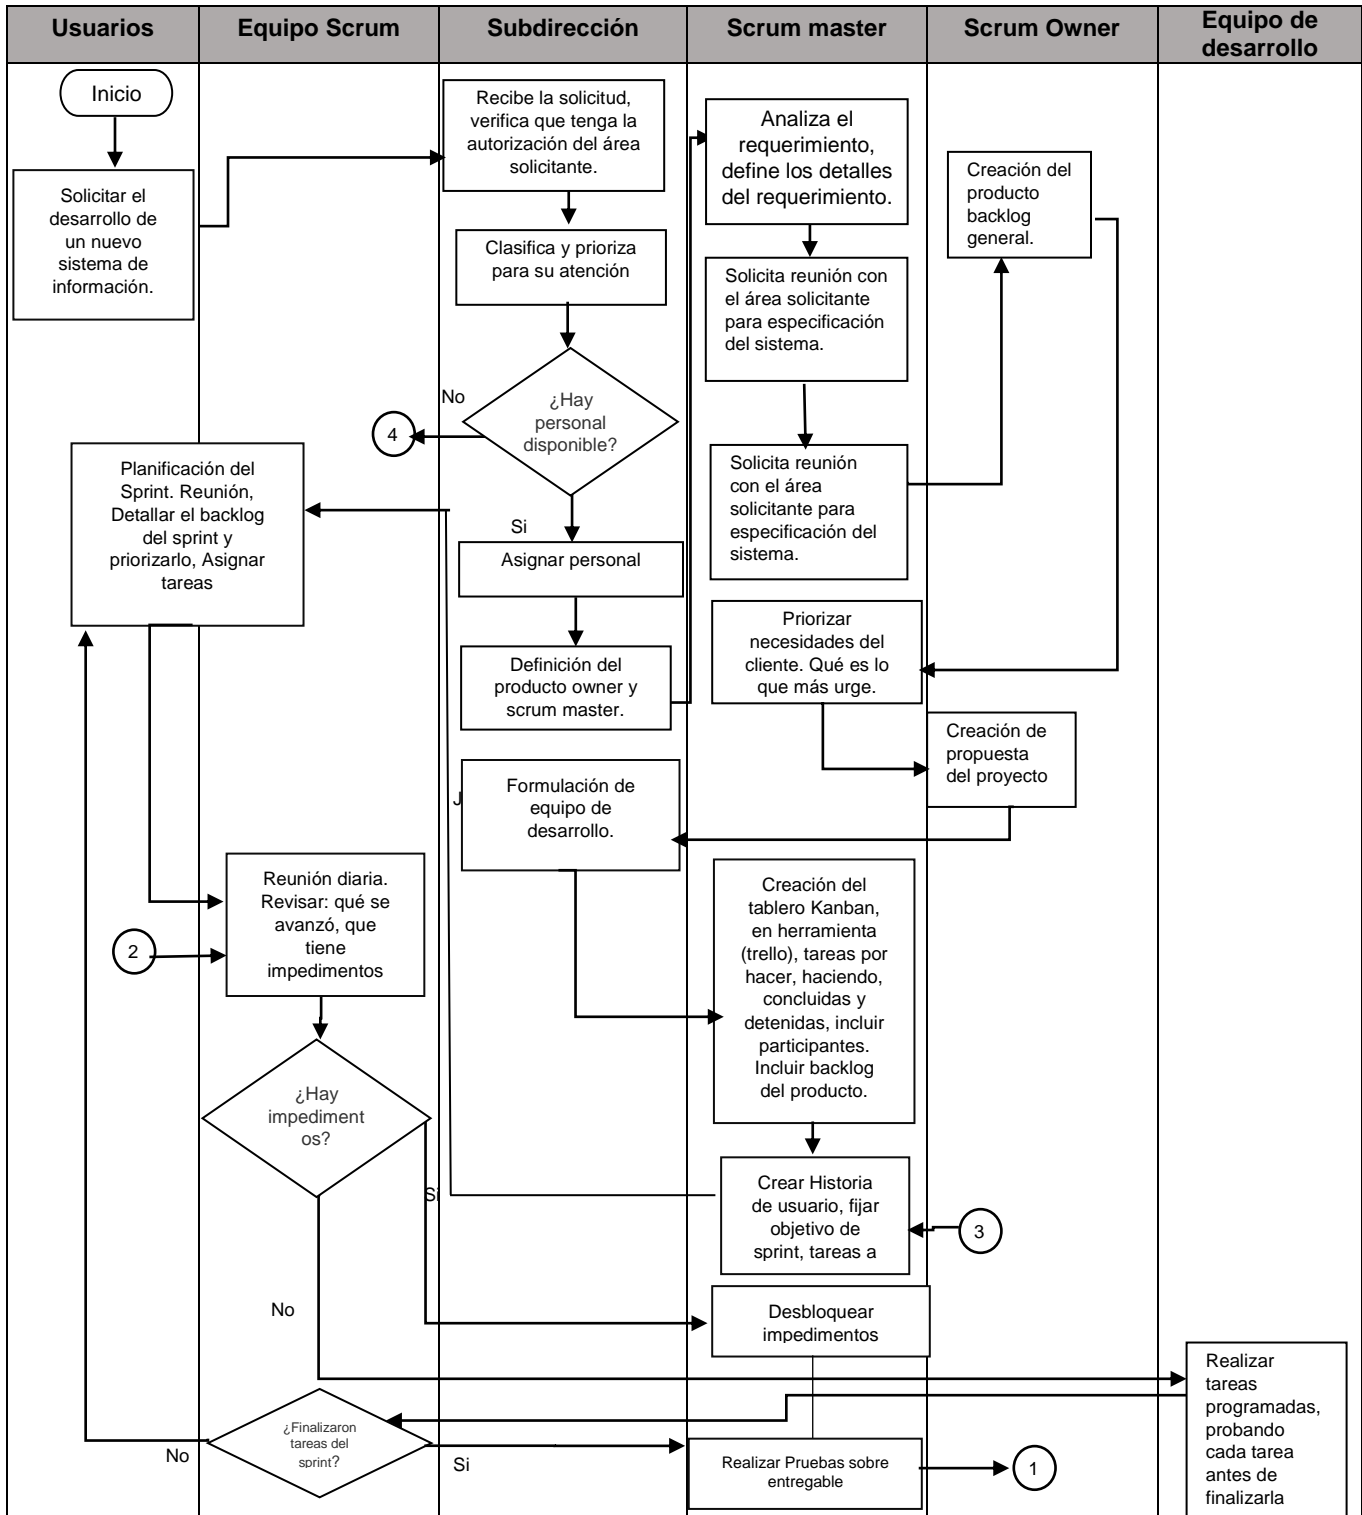 Usuarios
Equipo Scrum
Subdirección
Scrum master
Scrum Owner
Equipo de
desarrollo
Inicio
Solicitar el
desarrollo de
un nuevo
sistema de
información.
Recibe la solicitud,
verifica que tenga la
autorización del área
solicitante.
Clasifica y prioriza
para su atención
¿Hay
personal
disponible?
No
4
Si
Asignar personal
Definición del
producto owner y
scrum master.
Analiza el
requerimiento,
define los detalles
del requerimiento.
Solicita reunión con
el área solicitante
para especificación
del sistema.
Solicita reunión
con el área
solicitante para
especificación del
sistema.
Creación del
producto
backlog
general.
Priorizar
necesidades del
cliente. Qué es lo
que más urge.
Creación de
propuesta
del proyecto
J
Formulación de
equipo de
desarrollo.
Creación del
tablero Kanban,
en herramienta
(trello), tareas por
hacer, haciendo,
concluidas y
detenidas, incluir
participantes.
Incluir backlog
del producto.
Crear Historia
de usuario, fijar
objetivo de
sprint, tareas a
3
Planificación del
Sprint. Reunión,
Detallar el backlog
del sprint y
priorizarlo, Asignar
tareas
Reunión diaria.
Revisar: qué se
avanzó, que
tiene
impedimentos
2
¿Hay
impediment
os?
Si
No
Desbloquear
impedimentos
Realizar
tareas
programadas,
probando
cada tarea
antes de
finalizarla
¿Finalizaron
tareas del
sprint?
No
Si
Realizar Pruebas sobre
entregable
1